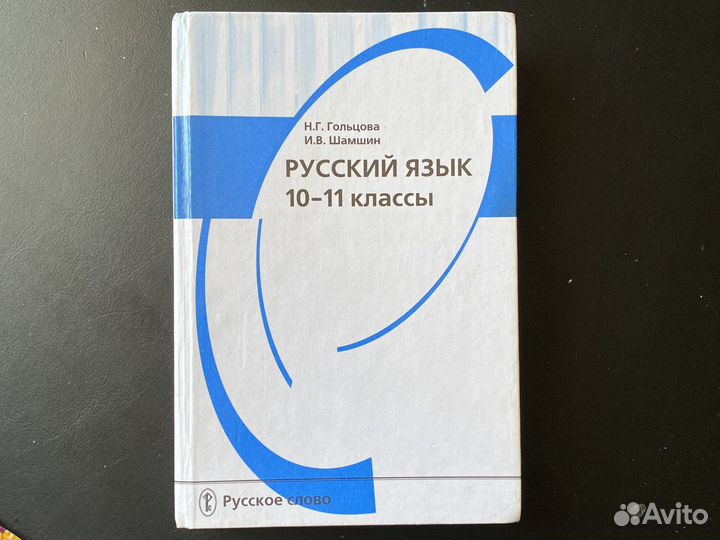 Н.Г. Гольцова
И.В. Шамшин
РУССКИЙ ЯЗЫК
10–11 классы
Русское слово
Avito